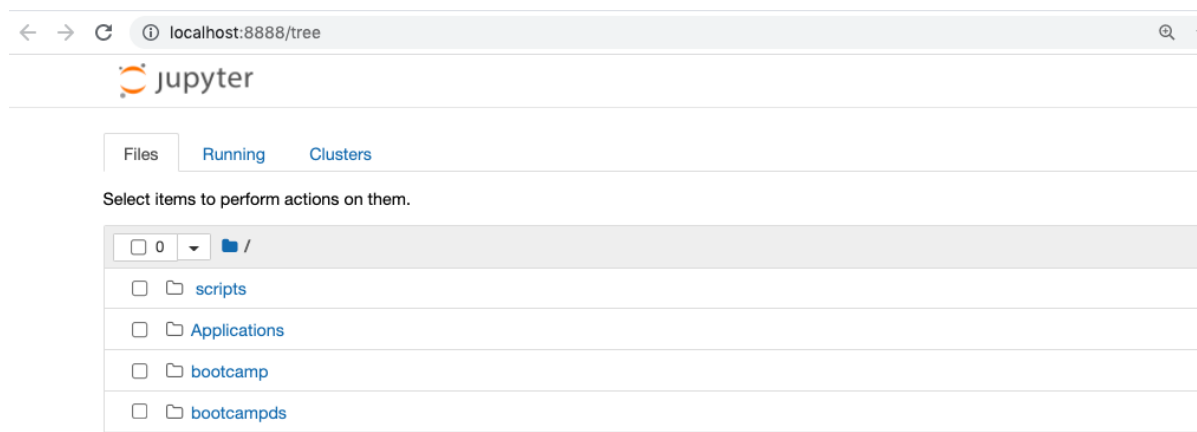 localhost:8888/tree
jupyter
Files Running Clusters
Select items to perform actions on them.
0 /
scripts
Applications
bootcamp
bootcampds